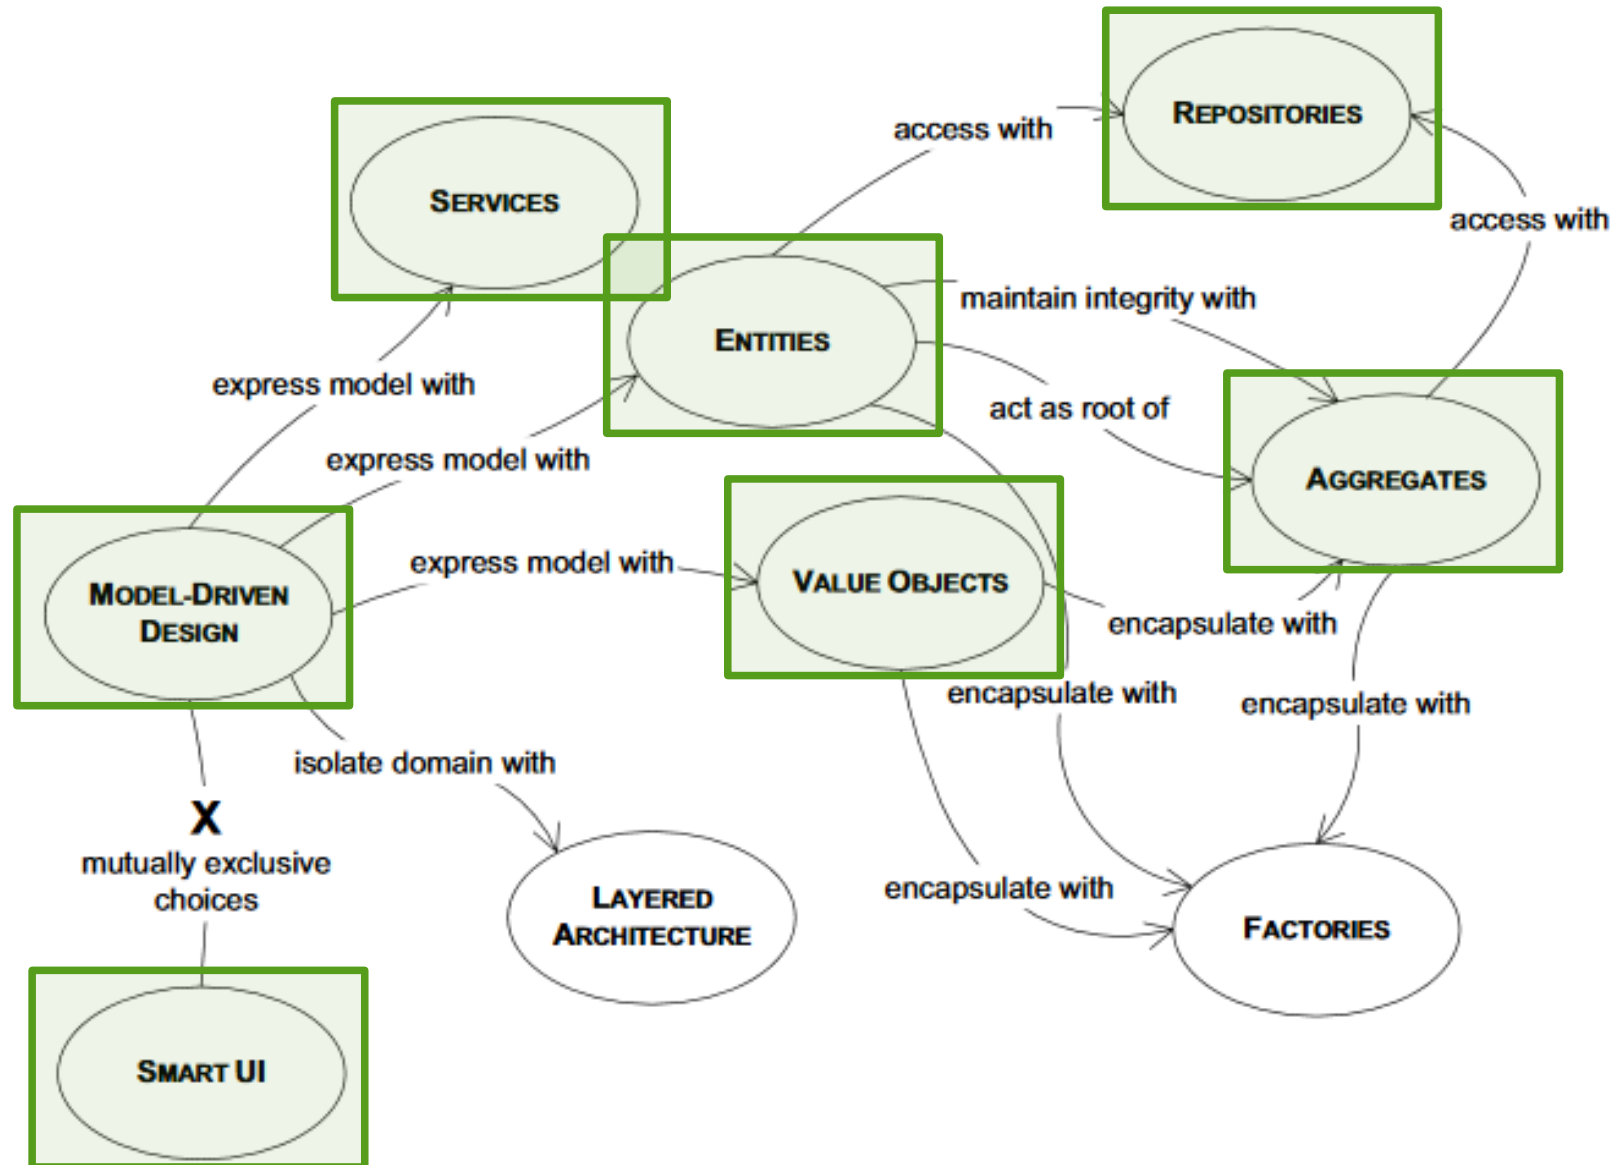 REPOSITORIES
access with
SERVICES
access with
maintain integrity with
ENTITIES
express model with
act as root of
express model with
AGGREGATES
express model with
VALUE OBJECTS
MODEL-DRIVEN
DESIGN
encapsulate with
encapsulate with
encapsulate with
isolate domain with
X
mutually exclusive
choices
encapsulate with
LAYERED
ARCHITECTURE
FACTORIES
SMART UI